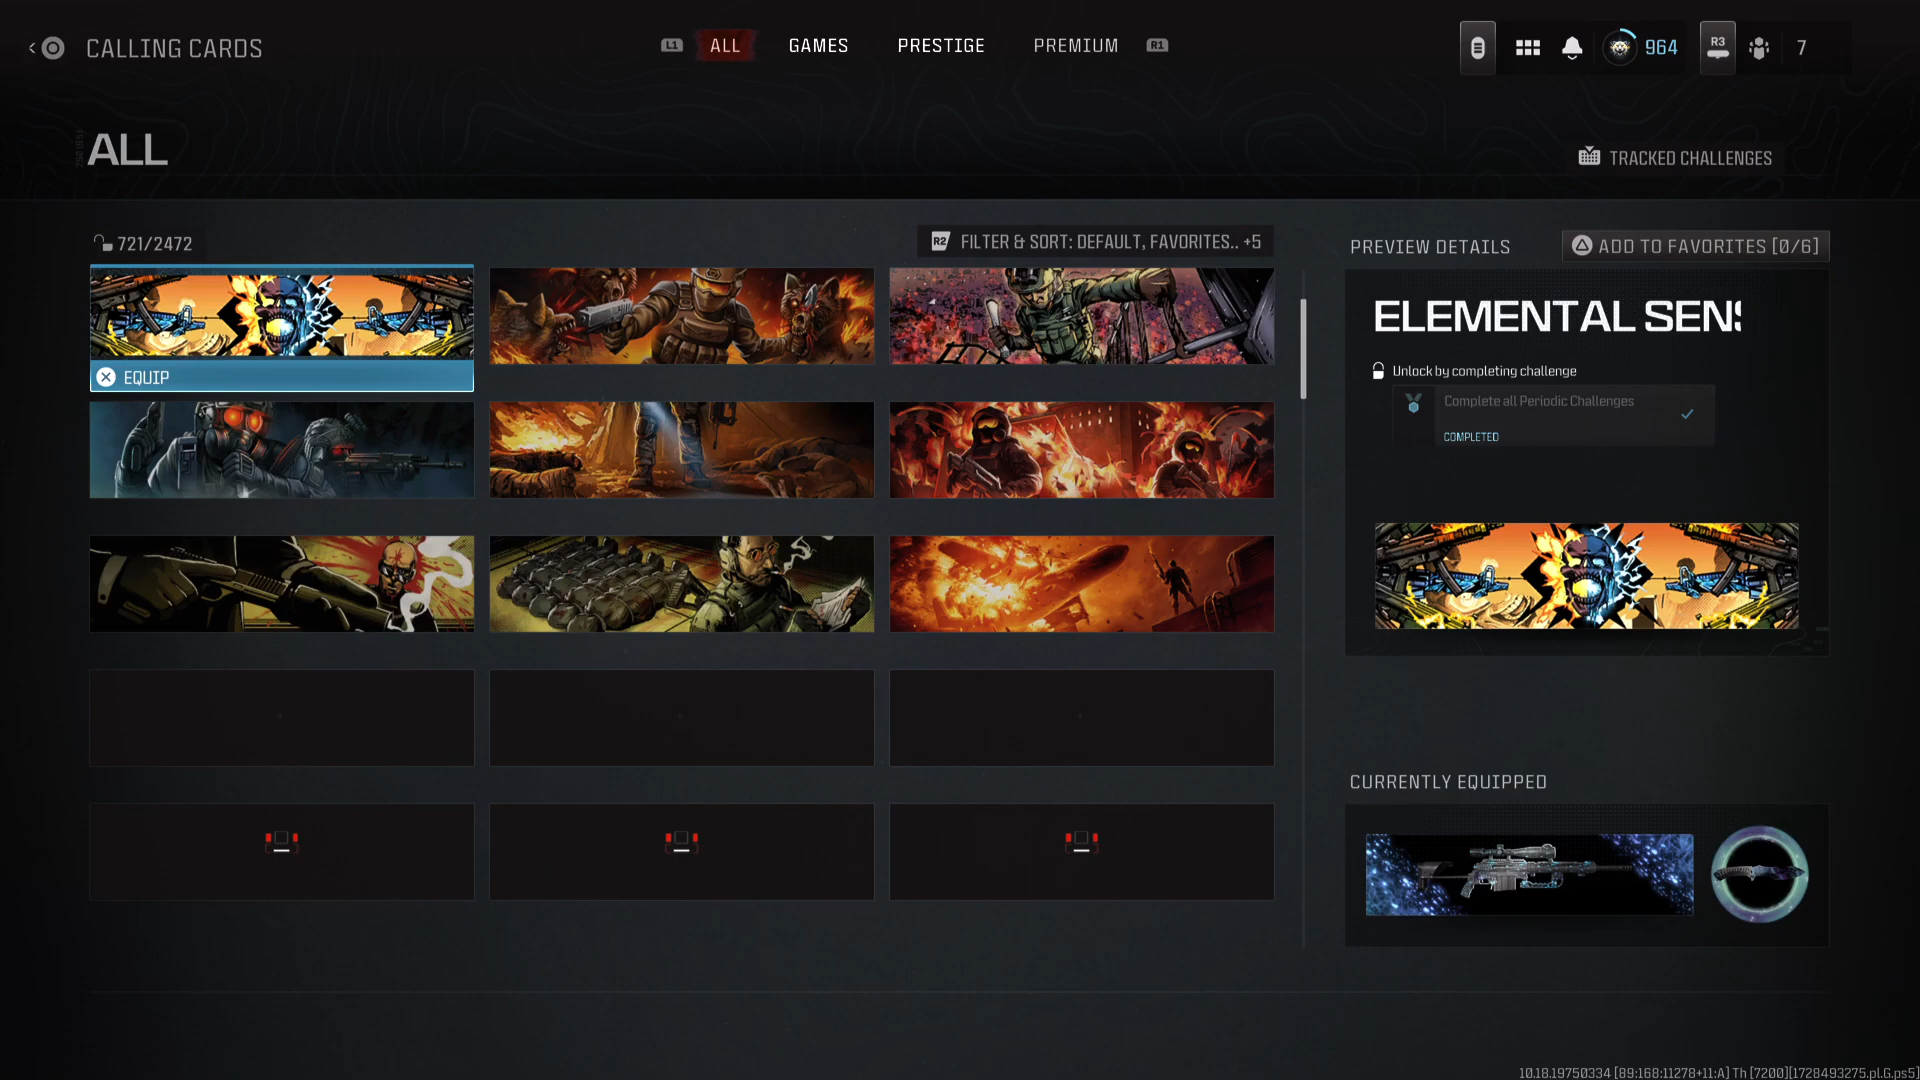 CALLING CARDS
L1 ALL GAMES PRESTIGE PREMIUM R1
964
R3
7
ALL
TRACKED CHALLENGES
721/2472
R2 FILTER & SORT: DEFAULT, FAVORITES.. +5
EQUIP
PREVIEW DETAILS
ADD TO FAVORITES [0/6]
ELEMENTAL SENS
Unlock by completing challenge
Complete all Periodic Challenges
COMPLETED
CURRENTLY EQUIPPED
10.18.19750334 [89:168:11278+11:A] Th [7200][1728493275.pl.G.ps5]